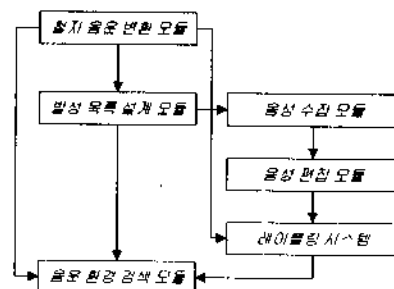 철자 음운 변환 모듈
발성 목록 설계 모듈
음성 수집 모듈
음성 편집 모듈
레이블링 시스템
음운 환경 검색 모듈